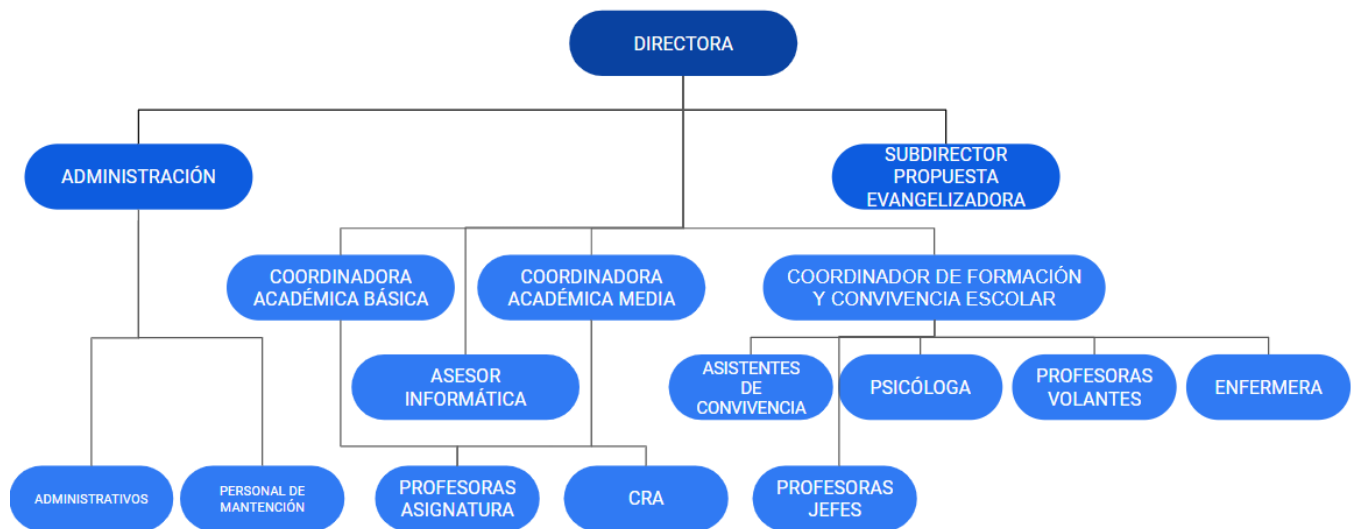 DIRECTORA
ADMINISTRACIÓN
SUBDIRECTOR
PROPUESTA
EVANGELIZADORA
COORDINADORA
ACADÉMICA BÁSICA
COORDINADORA
ACADÉMICA MEDIA
COORDINADOR DE FORMACIÓN
Y CONVIVENCIA ESCOLAR
ASESOR
INFORMÁTICA
ASISTENTES
DE
CONVIVENCIA
PSICÓLOGA
PROFESORAS
VOLANTES
ENFERMERA
ADMINISTRATIVOS
PERSONAL DE
MANTENCIÓN
PROFESORAS
ASIGNATURA
CRA
PROFESORAS
JEFES